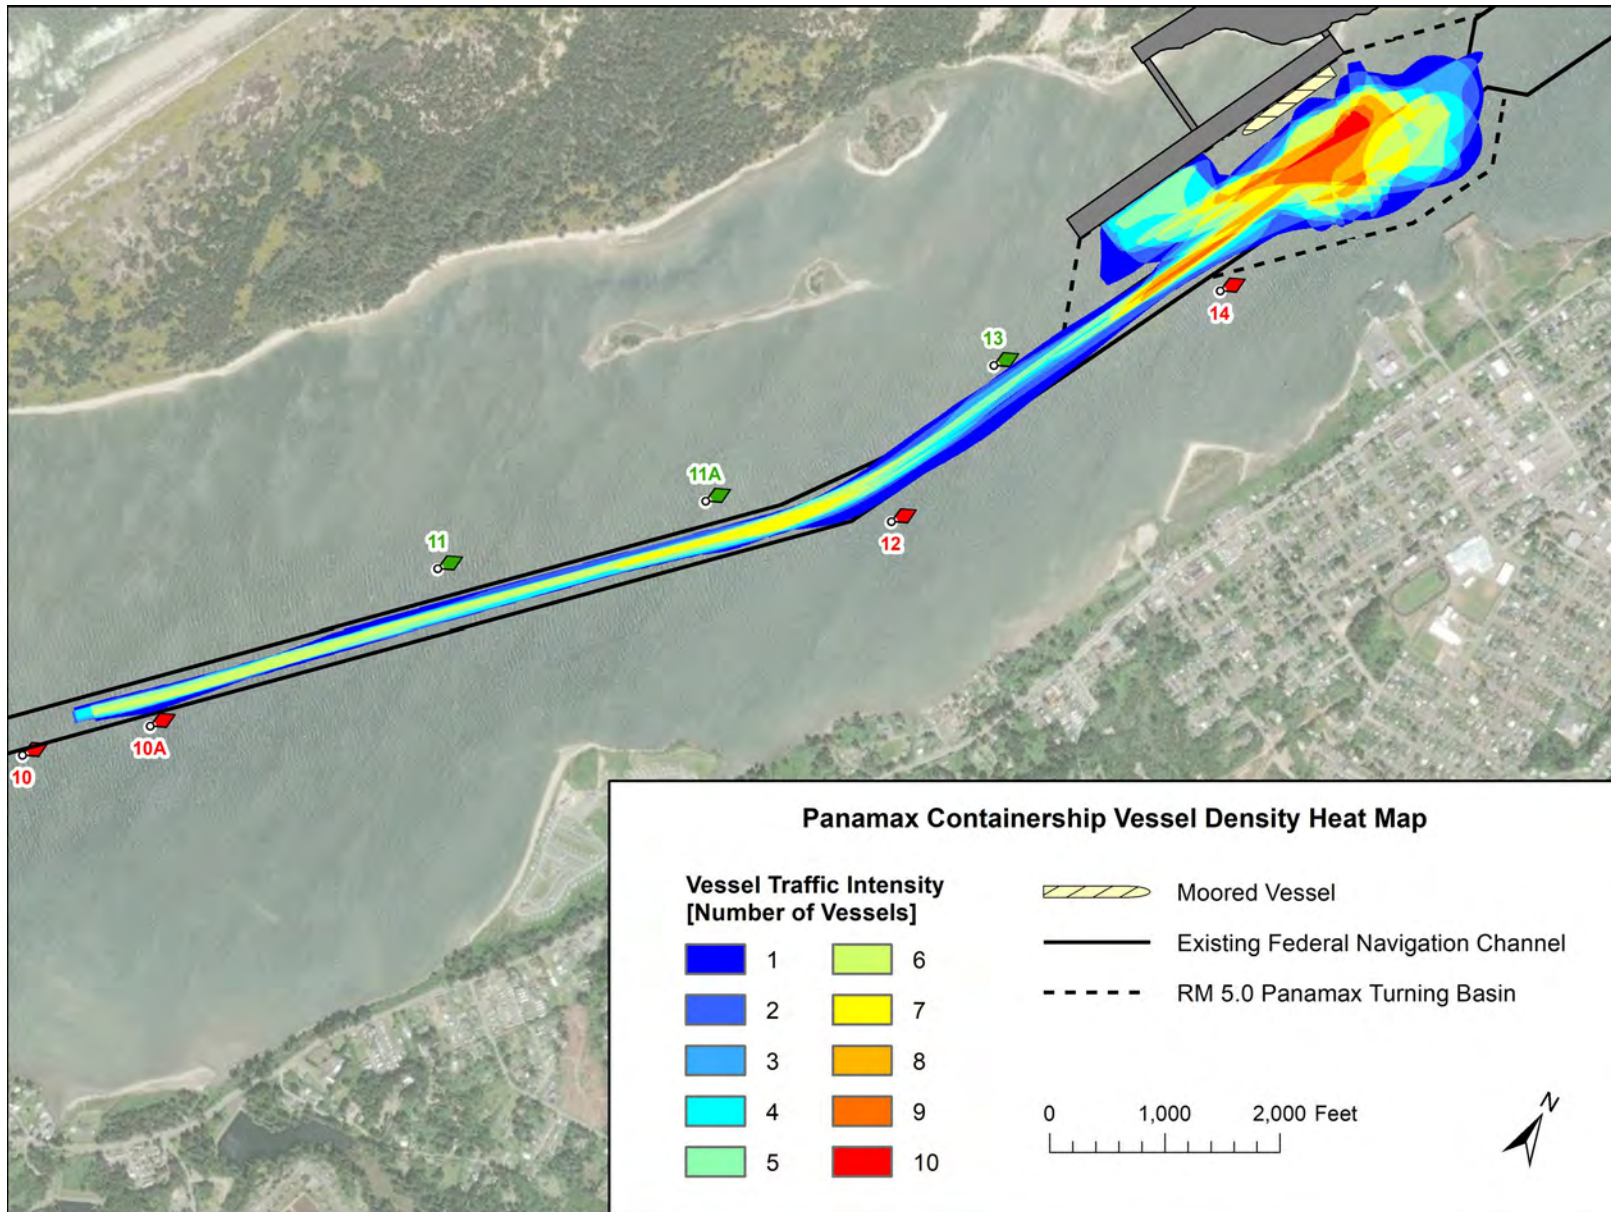 14
13
11A
11
12
10A
10
Panamax Containership Vessel Density Heat Map
Vessel Traffic Intensity
[Number of Vessels]
1
6
2
7
3
8
4
9
5
10
Moored Vessel
Existing Federal Navigation Channel
RM 5.0 Panamax Turning Basin
0 1,000 2,000 Feet
N